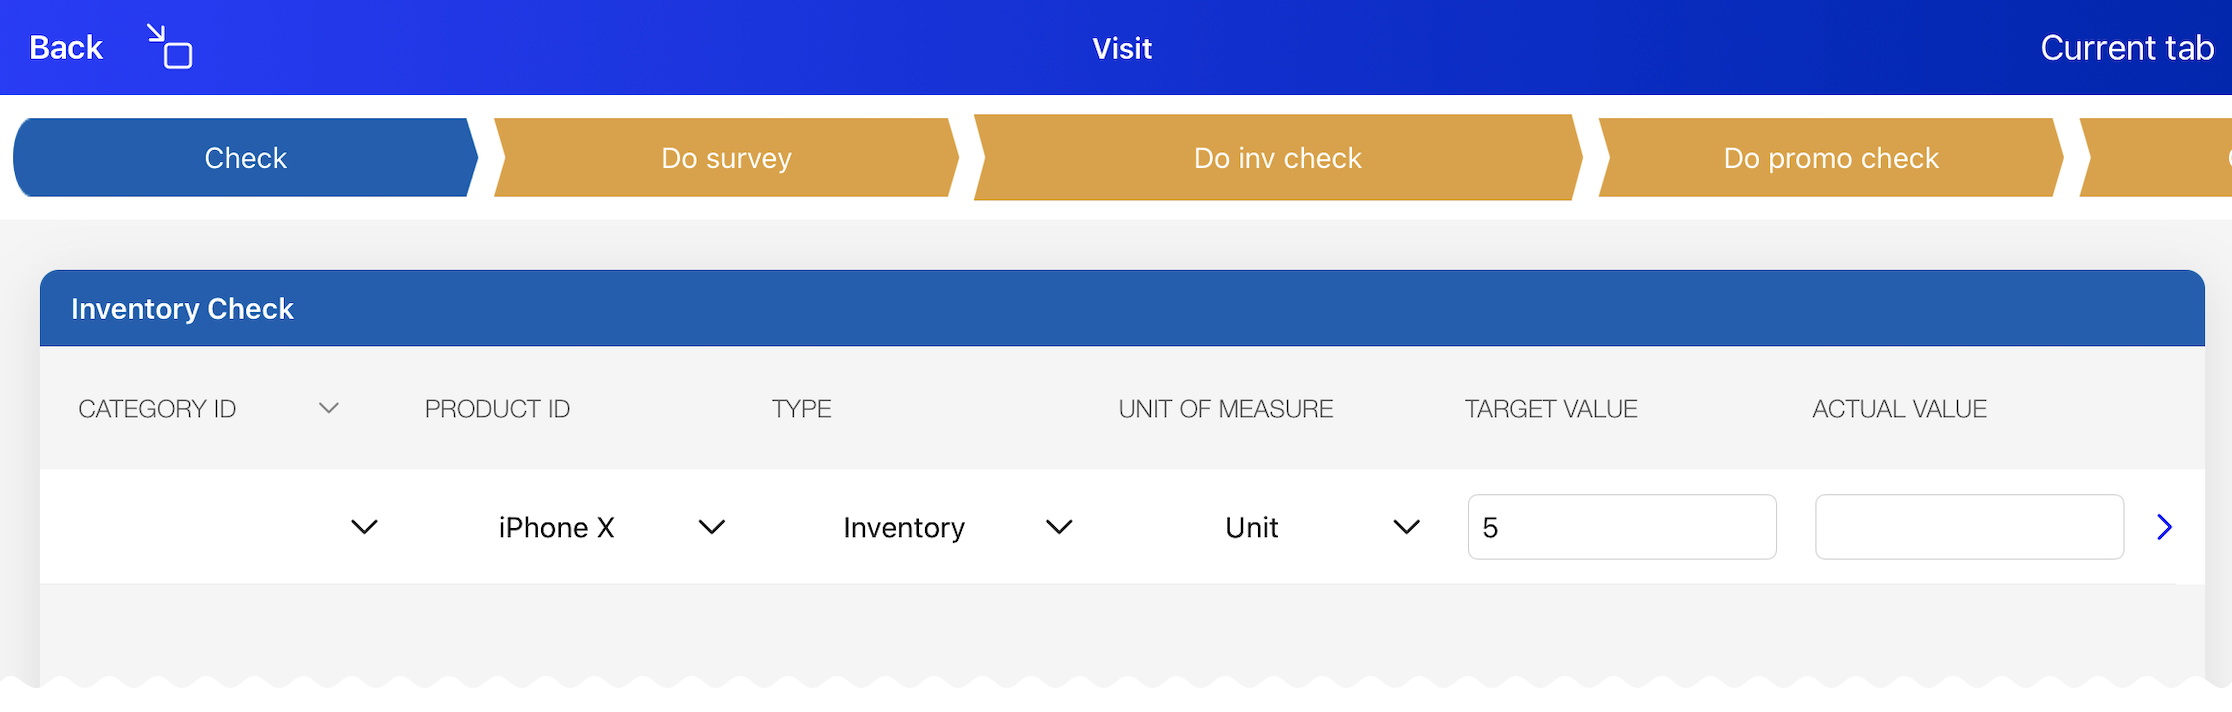 Back Visit Current tab
Check Do survey Do inv check Do promo check
Inventory Check
CATEGORY ID PRODUCT ID TYPE UNIT OF MEASURE TARGET VALUE ACTUAL VALUE
iPhone X Inventory Unit 5